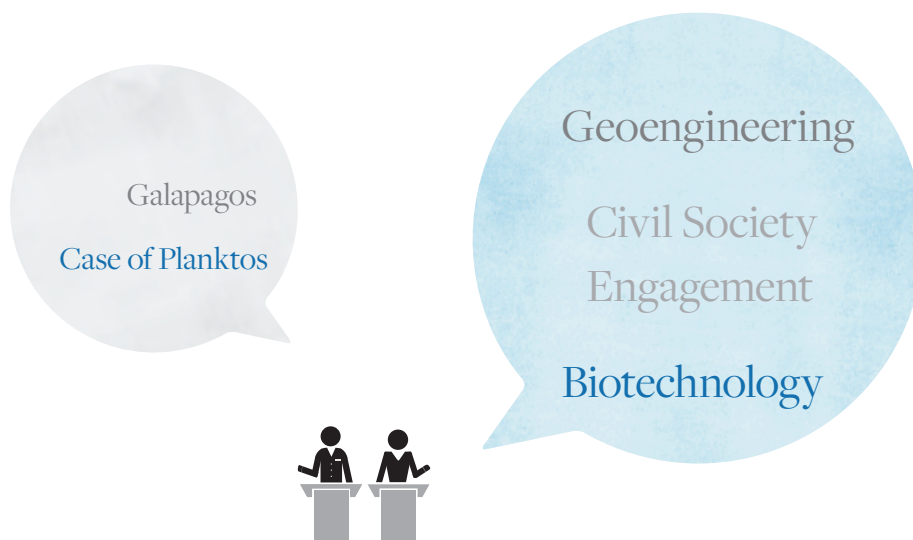 Galapagos
Case of Planktos
Geoengineering
Civil Society
Engagement
Biotechnology